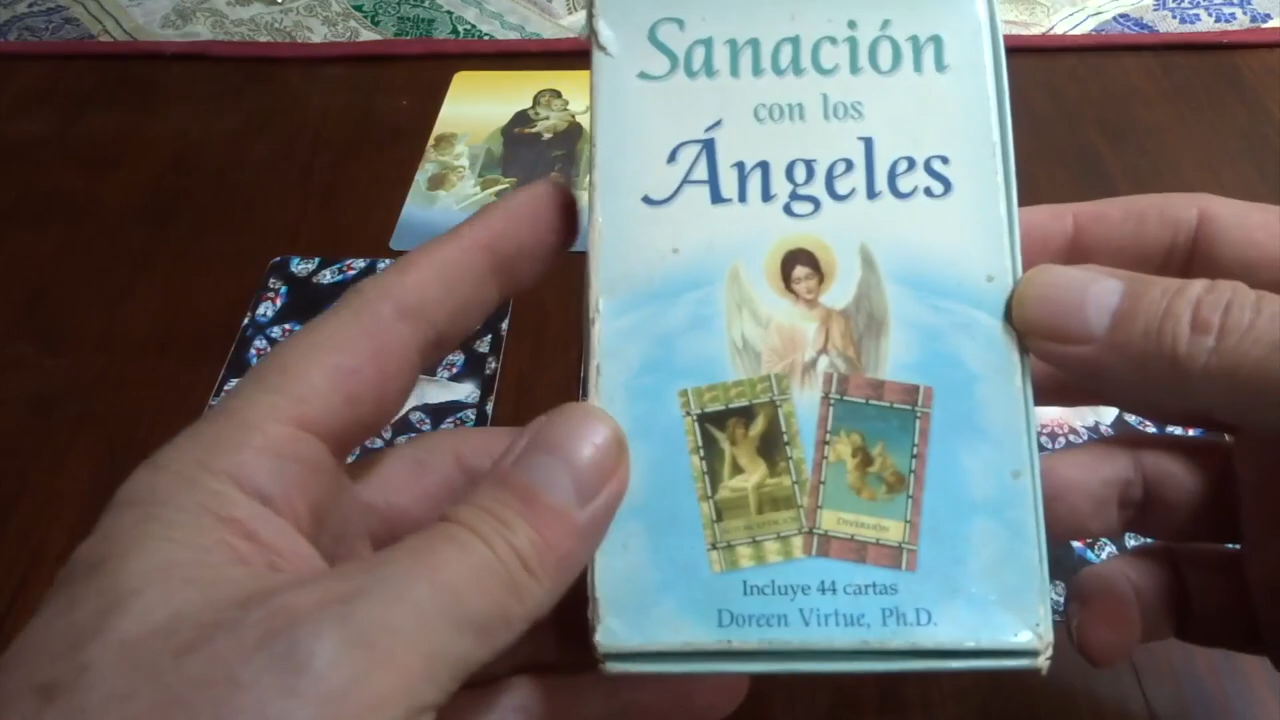 Sanación
con los
Ángeles
DIVERSIÓN
Incluye 44 cartas
Doreen Virtue, Ph.D.